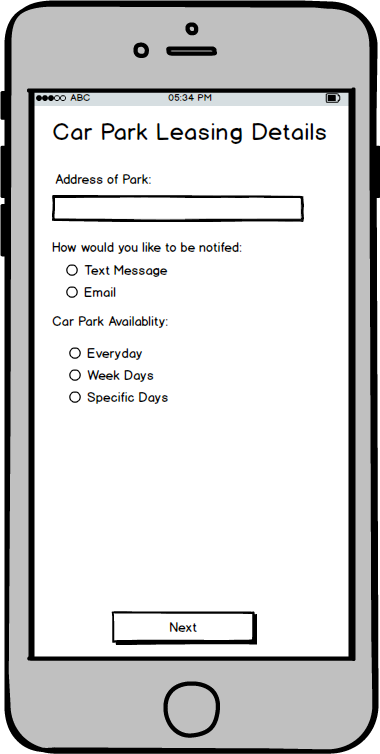 ABC 05:34 PM
Car Park Leasing Details
Address of Park:
How would you like to be notifed:
Text Message
Email
Car Park Availablity:
Everyday
Week Days
Specific Days
Next